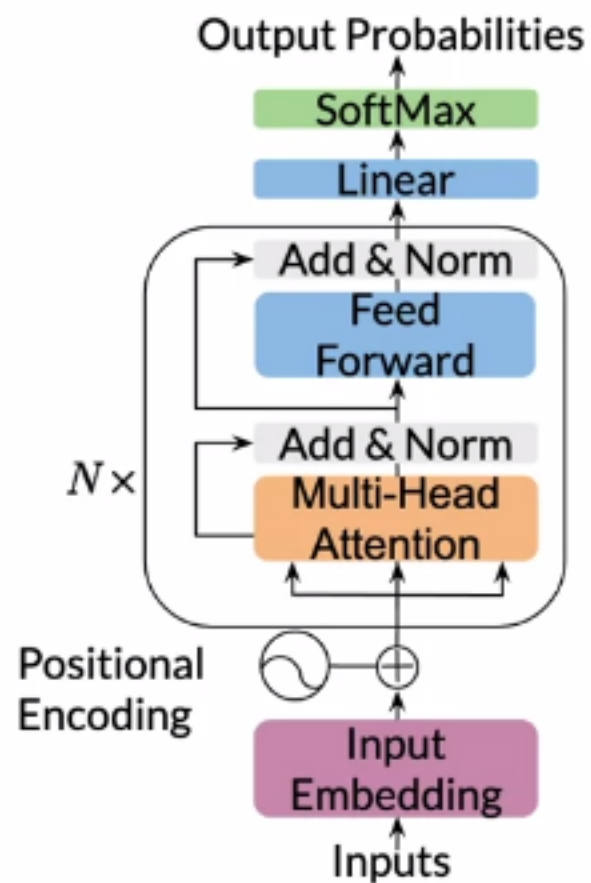 Output Probabilities
SoftMax
Linear
Add & Norm
Feed
Forward
Add & Norm
N×
Multi-Head
Attention
Positional
Encoding
Input
Embedding
Inputs